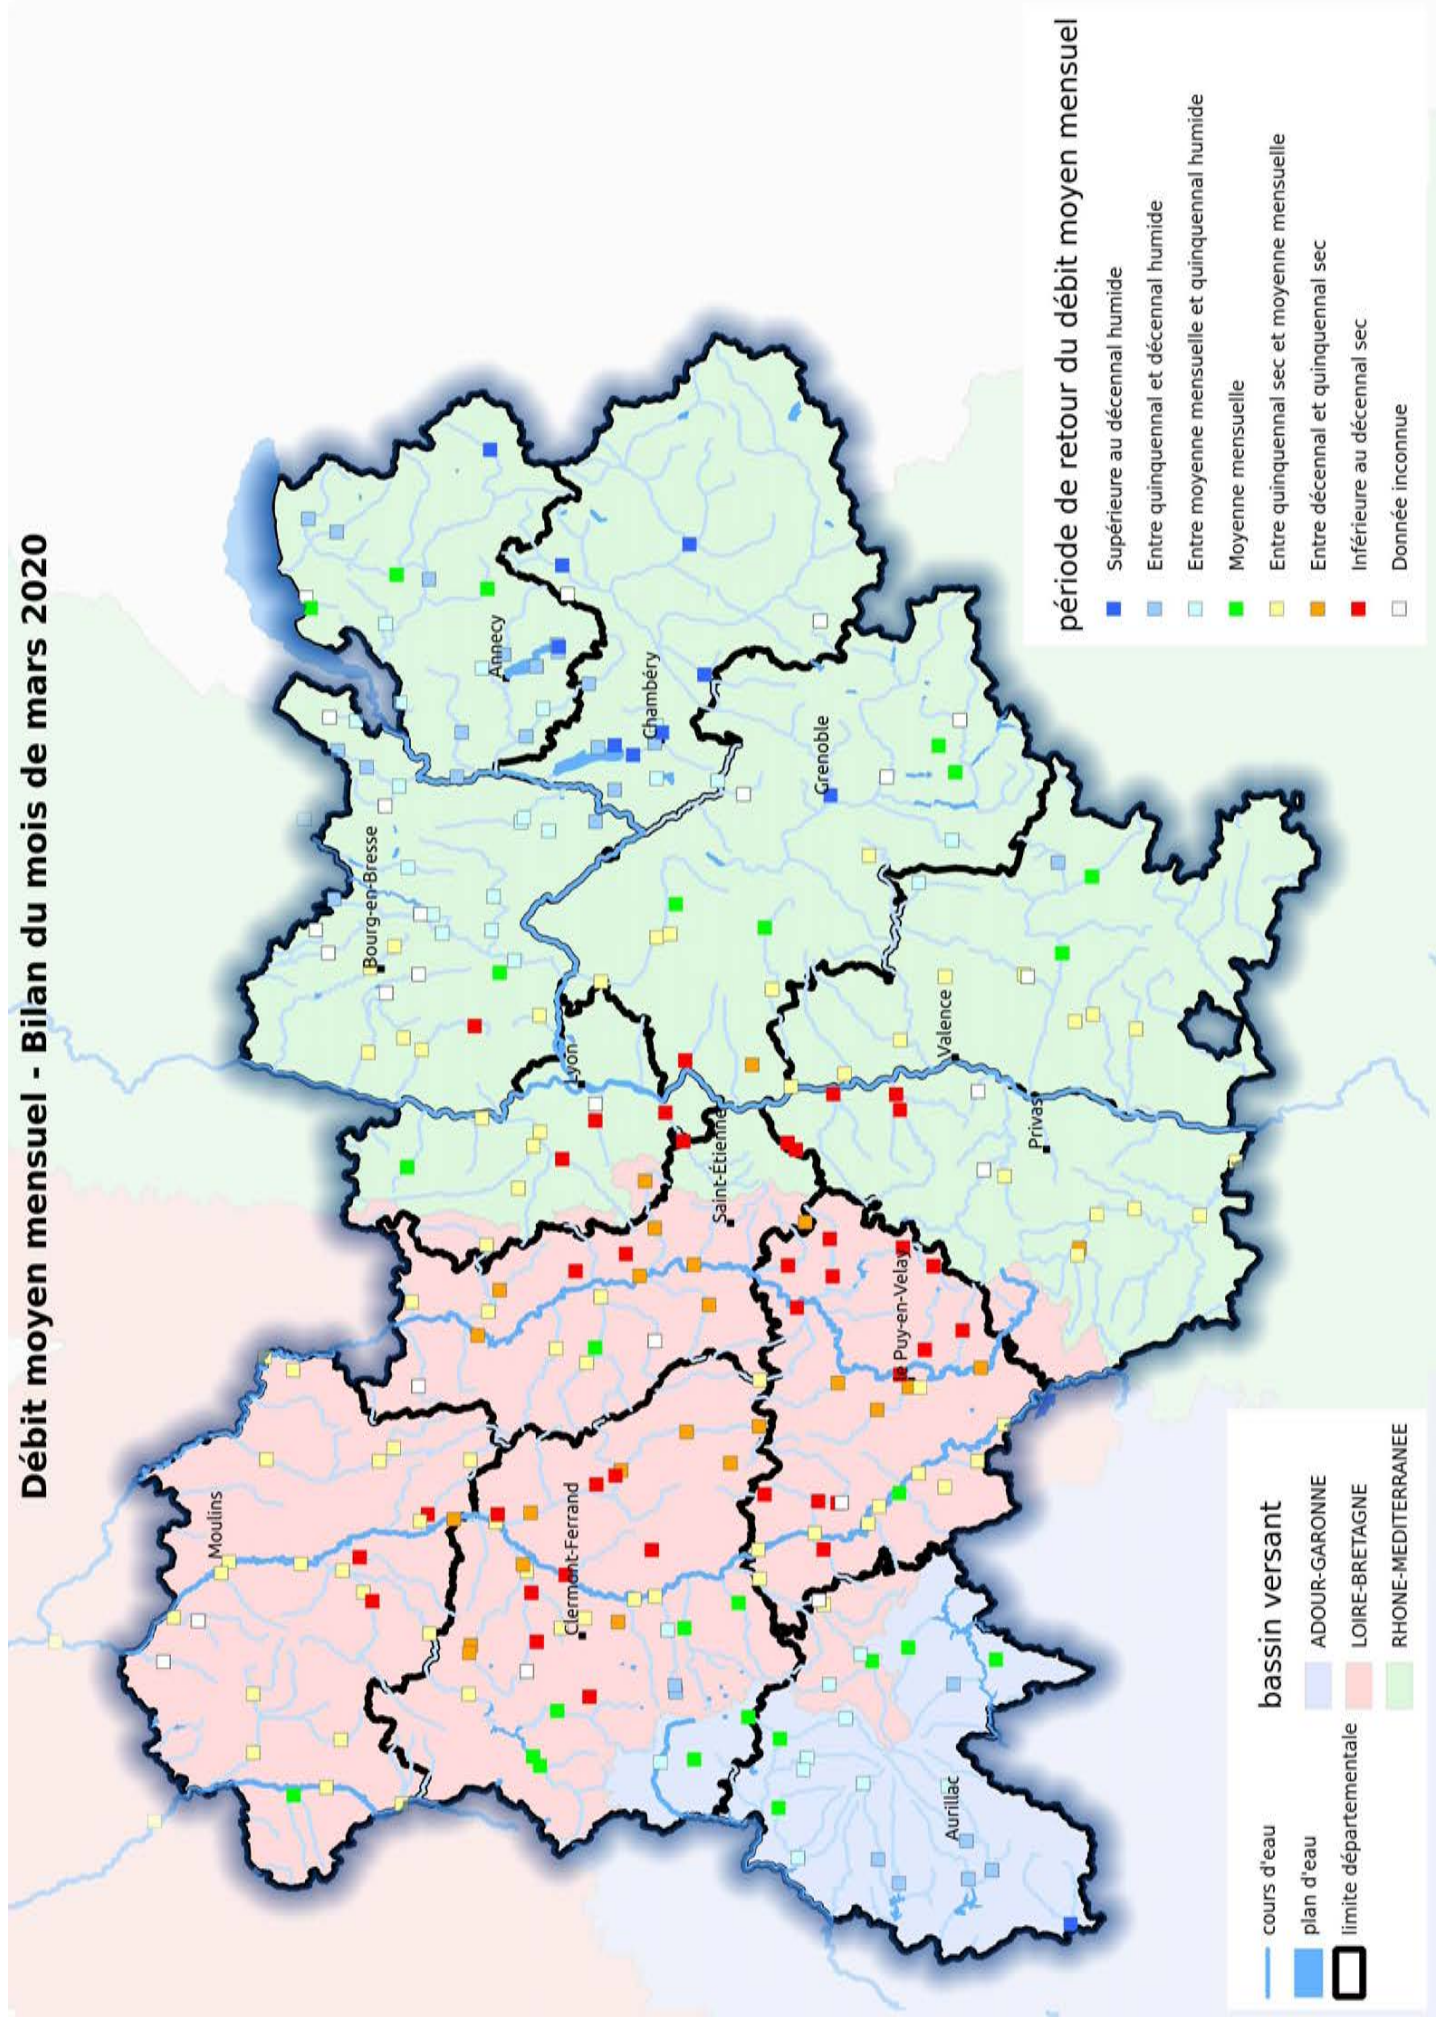 Débit moyen mensuel - Bilan du mois de mars 2020
Moulins
Bourg-en-Bresse
Annecy
Lyon
Clermont-Ferrand
Chambéry
Saint-Étienne
Grenoble
le Puy-en-Velay
Aurillac
Valence
Privas
période de retour du débit moyen mensuel
Supérieure au décennal humide
Entre quinquennal et décennal humide
Entre moyenne mensuelle et quinquennal humide
Moyenne mensuelle
Entre quinquennal sec et moyenne mensuelle
Entre décennal et quinquennal sec
Inférieure au décennal sec
Donnée inconnue
cours d'eau
plan d'eau
limite départementale
bassin versant
ADOUR-GARONNE
LOIRE-BRETAGNE
RHONE-MEDITERRANEE